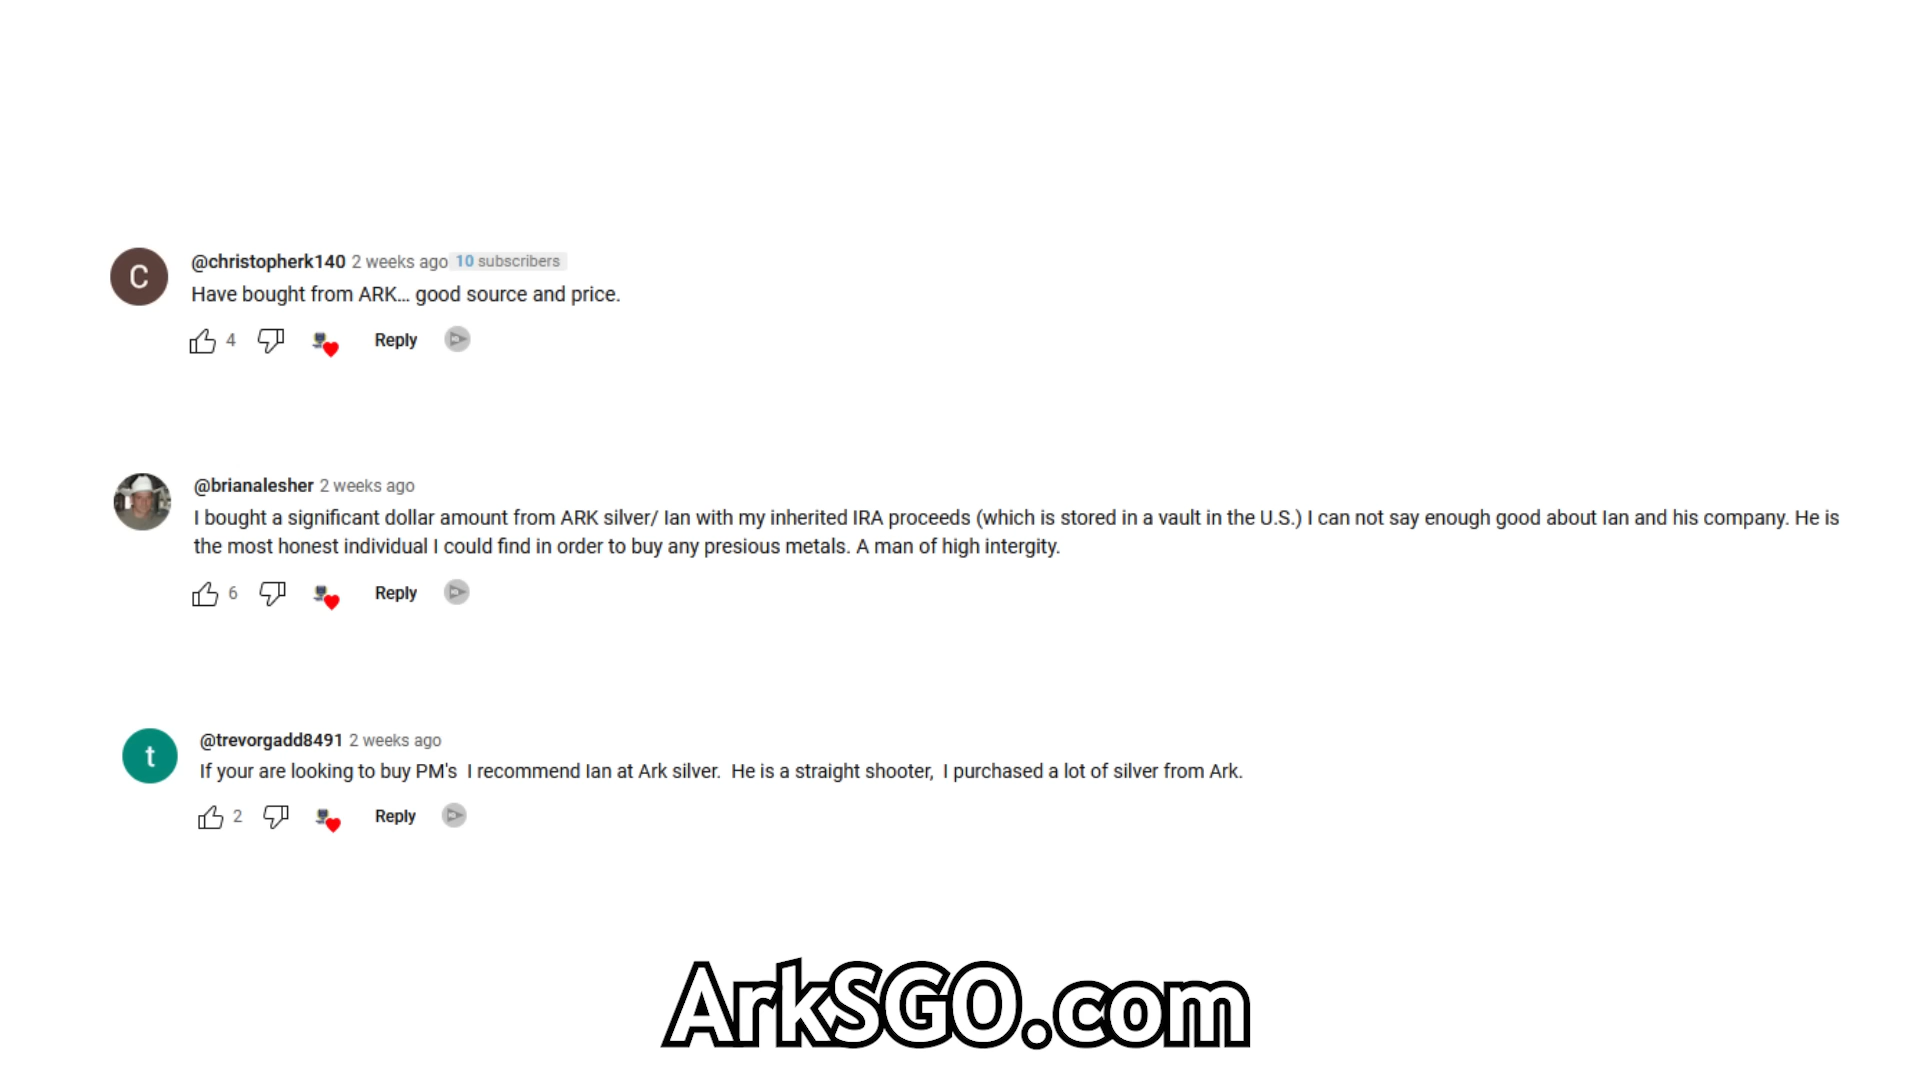 C
@christopherk140 2 weeks ago 10 subscribers
Have bought from ARK... good source and price.
4 Reply
@brianalesher 2 weeks ago
I bought a significant dollar amount from ARK silver/ Ian with my inherited IRA proceeds (which is stored in a vault in the U.S.) I can not say enough good about Ian and his company. He is
the most honest individual I could find in order to buy any presious metals. A man of high intergity.
6 Reply
t
@trevorgadd8491 2 weeks ago
If your are looking to buy PM's  I recommend Ian at Ark silver.  He is a straight shooter,  I purchased a lot of silver from Ark.
2 Reply
ArkSGO.com